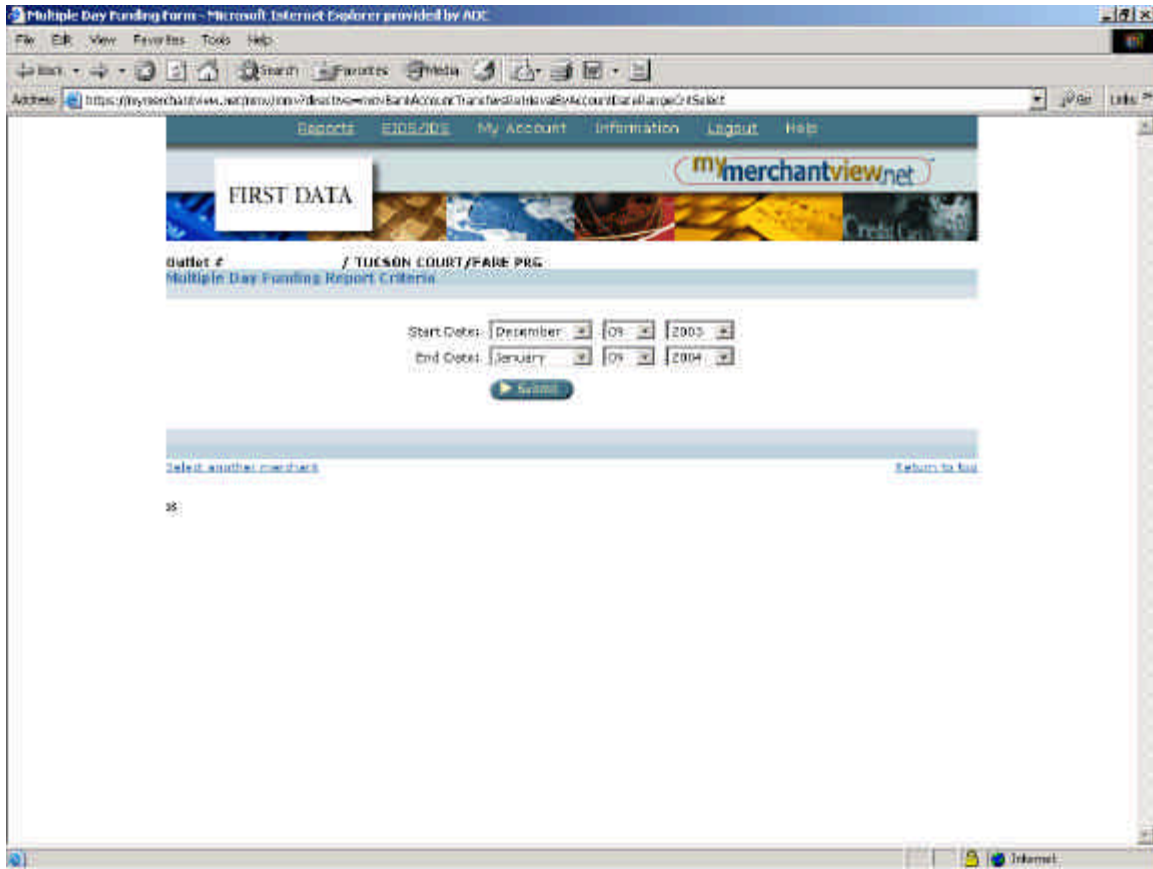 Multiple Day Funding Form - Microsoft Internet Explorer provided by AOC
File Edit View Favorites Tools Help
Back Search Favorites Media
Address Go Links »
Reports EIDS/IDS My Account Information Logout Help
FIRST DATA
mymerchantview.net
Outlet # / TUCSON COURT/FARE PRG
Multiple Day Funding Report Criteria
Start Date: December 09 2003
End Date: January 09 2004
Submit
Select another merchant Return to top
Internet